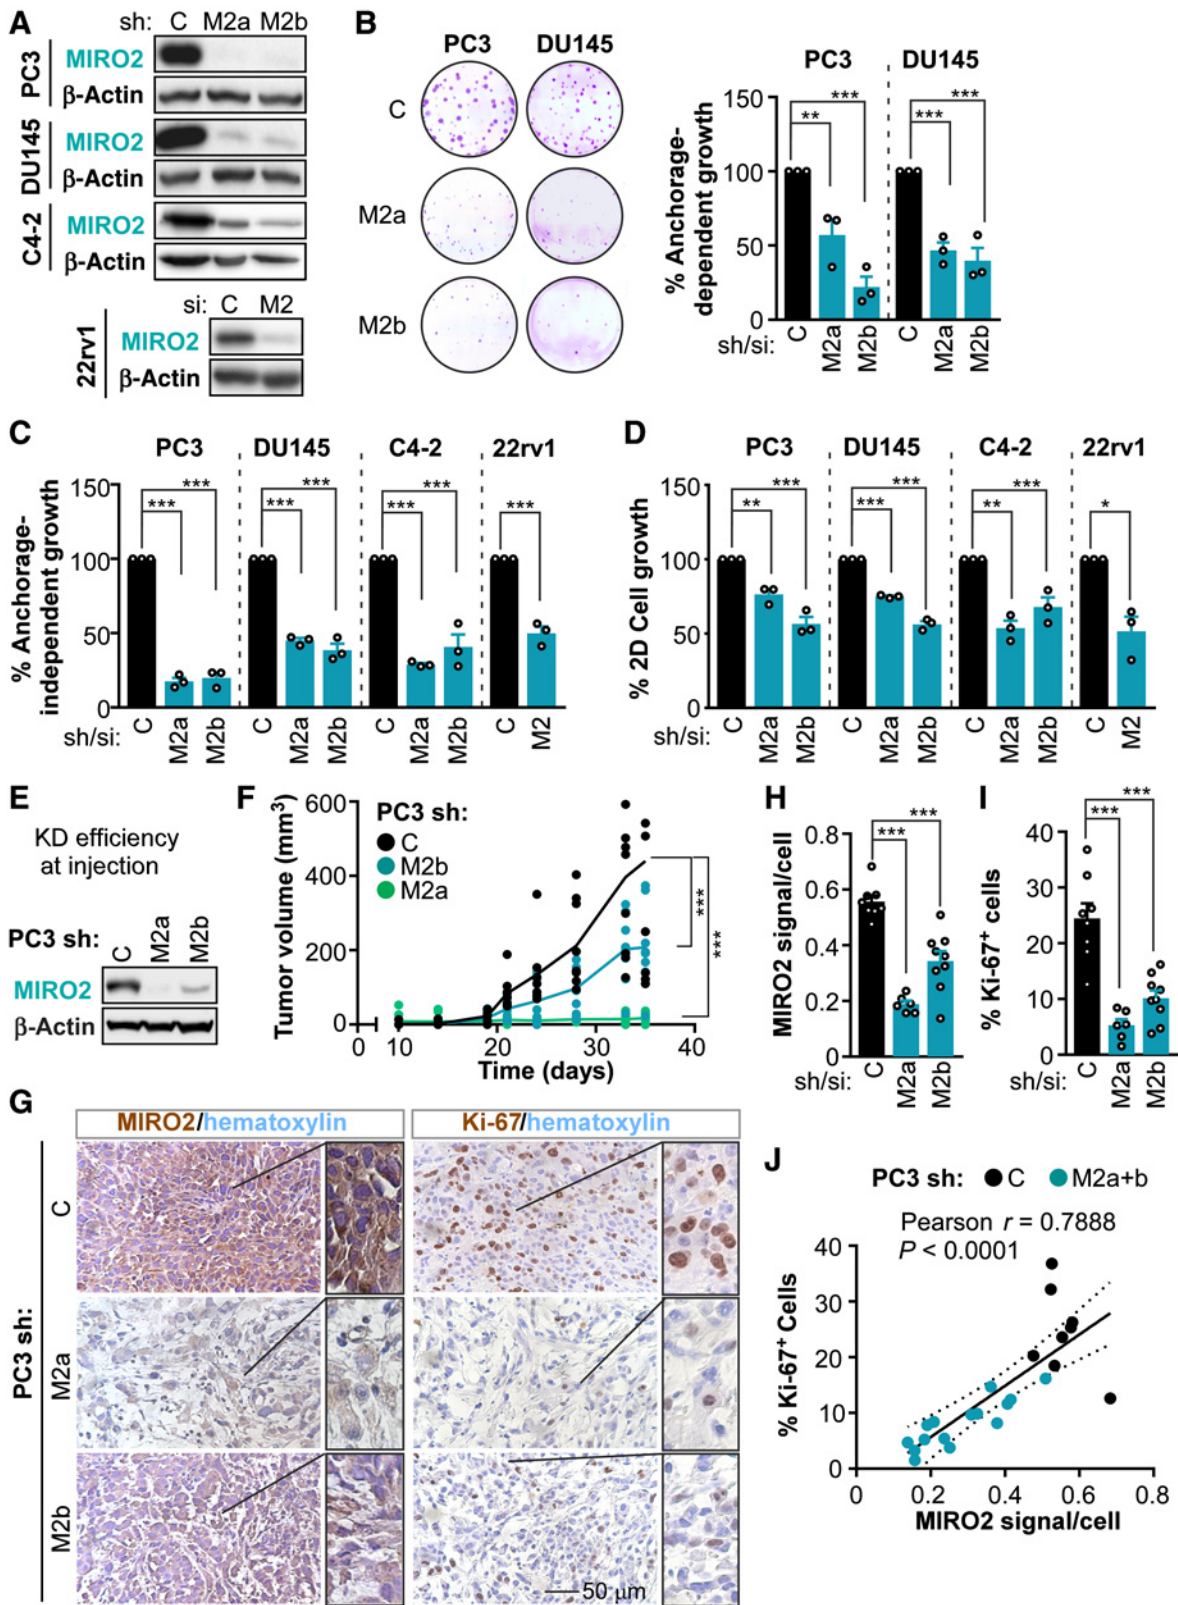 A
sh: C M2a M2b
PC3
MIRO2
β-Actin
DU145
MIRO2
β-Actin
C4-2
MIRO2
β-Actin
si: C M2
22rv1
MIRO2
β-Actin
B
PC3 DU145
C
M2a
M2b
PC3 DU145
% Anchorage-
dependent growth
150
100
50
0
** *** *** ***
sh/si: C M2a M2b C M2a M2b
C
PC3 DU145 C4-2 22rv1
% Anchorage-
independent growth
150
100
50
0
*** *** *** *** *** *** ***
sh/si: C M2a M2b C M2a M2b C M2a M2b C M2
D
PC3 DU145 C4-2 22rv1
% 2D Cell growth
150
100
50
0
** *** *** *** ** *** *
sh/si: C M2a M2b C M2a M2b C M2a M2b C M2
E
KD efficiency
at injection
PC3 sh: C M2a M2b
MIRO2
β-Actin
F
PC3 sh:
C
M2b
M2a
Tumor volume (mm³)
600
400
200
0
0 10 20 30 40
Time (days)
***
***
H
MIRO2 signal/cell
0.8
0.6
0.4
0.2
0
*** ***
sh/si: C M2a M2b
I
% Ki-67⁺ cells
40
30
20
10
0
*** ***
sh/si: C M2a M2b
G
MIRO2/hematoxylin Ki-67/hematoxylin
PC3 sh:
C
M2a
M2b
50 μm
J
PC3 sh: C M2a+b
Pearson r = 0.7888
P < 0.0001
% Ki-67⁺ Cells
40
30
20
10
0
0 0.2 0.4 0.6 0.8
MIRO2 signal/cell